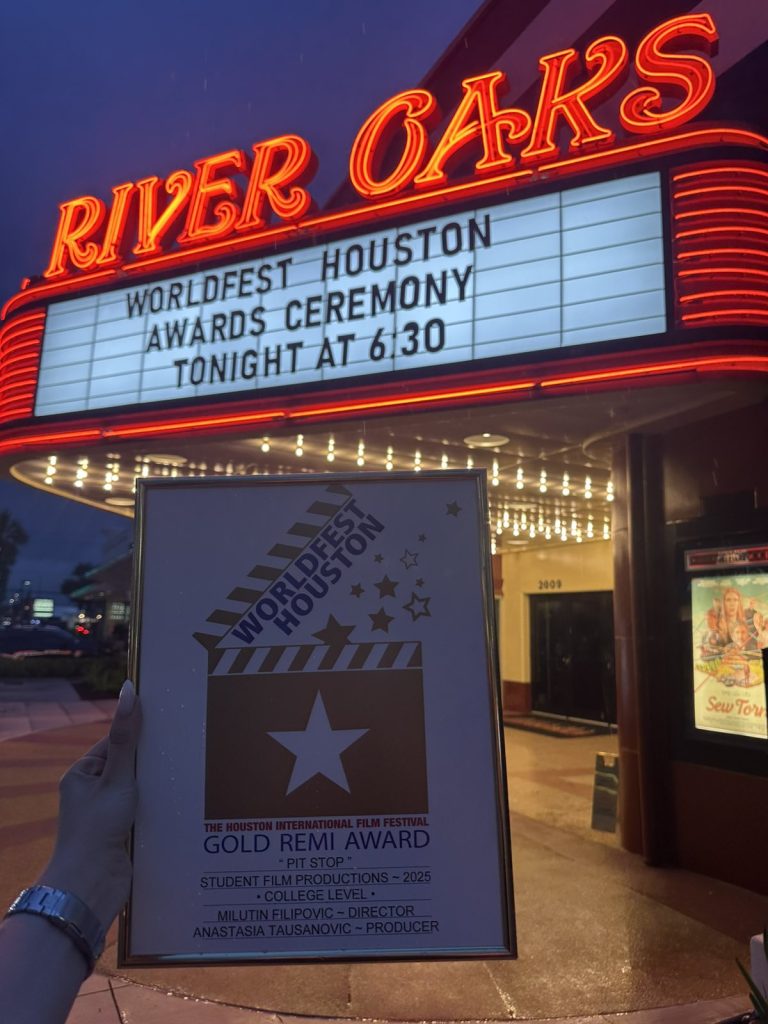 RIVER OAKS
WORLDFEST HOUSTON
AWARDS CEREMONY
TONIGHT AT 6:30
WORLDFEST
HOUSTON
2009
THE HOUSTON INTERNATIONAL FILM FESTIVAL
GOLD REMI AWARD
“PIT STOP”
STUDENT FILM PRODUCTIONS ~ 2025
• COLLEGE LEVEL •
MILUTIN FILIPOVIC ~ DIRECTOR
ANASTASIA TAUSANOVIC ~ PRODUCER
Sew Torn